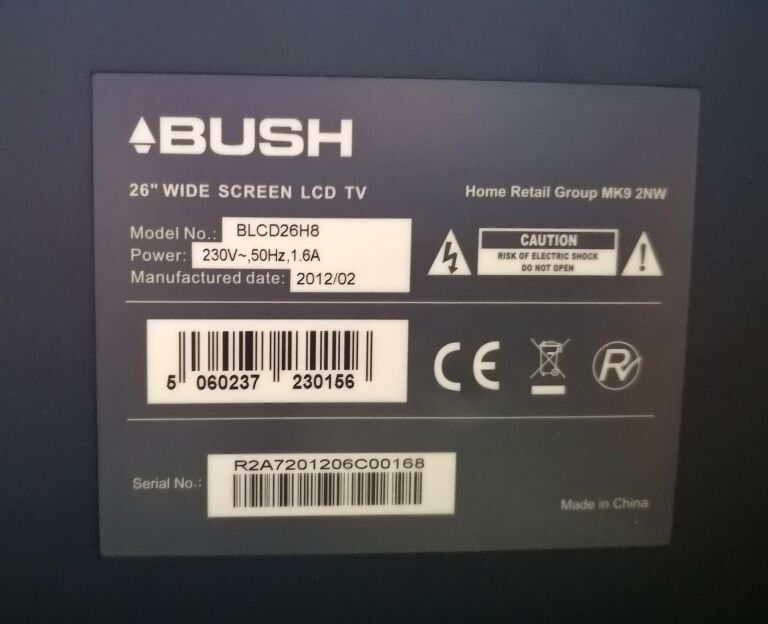 BUSH
26" WIDE SCREEN LCD TV
Home Retail Group MK9 2NW
Model No.: BLCD26H8
Power: 230V~,50Hz,1.6A
Manufactured date: 2012/02
CAUTION
RISK OF ELECTRIC SHOCK
DO NOT OPEN
5 060237 230156
CE
R
Serial No.: R2A7201206C00168
Made in China